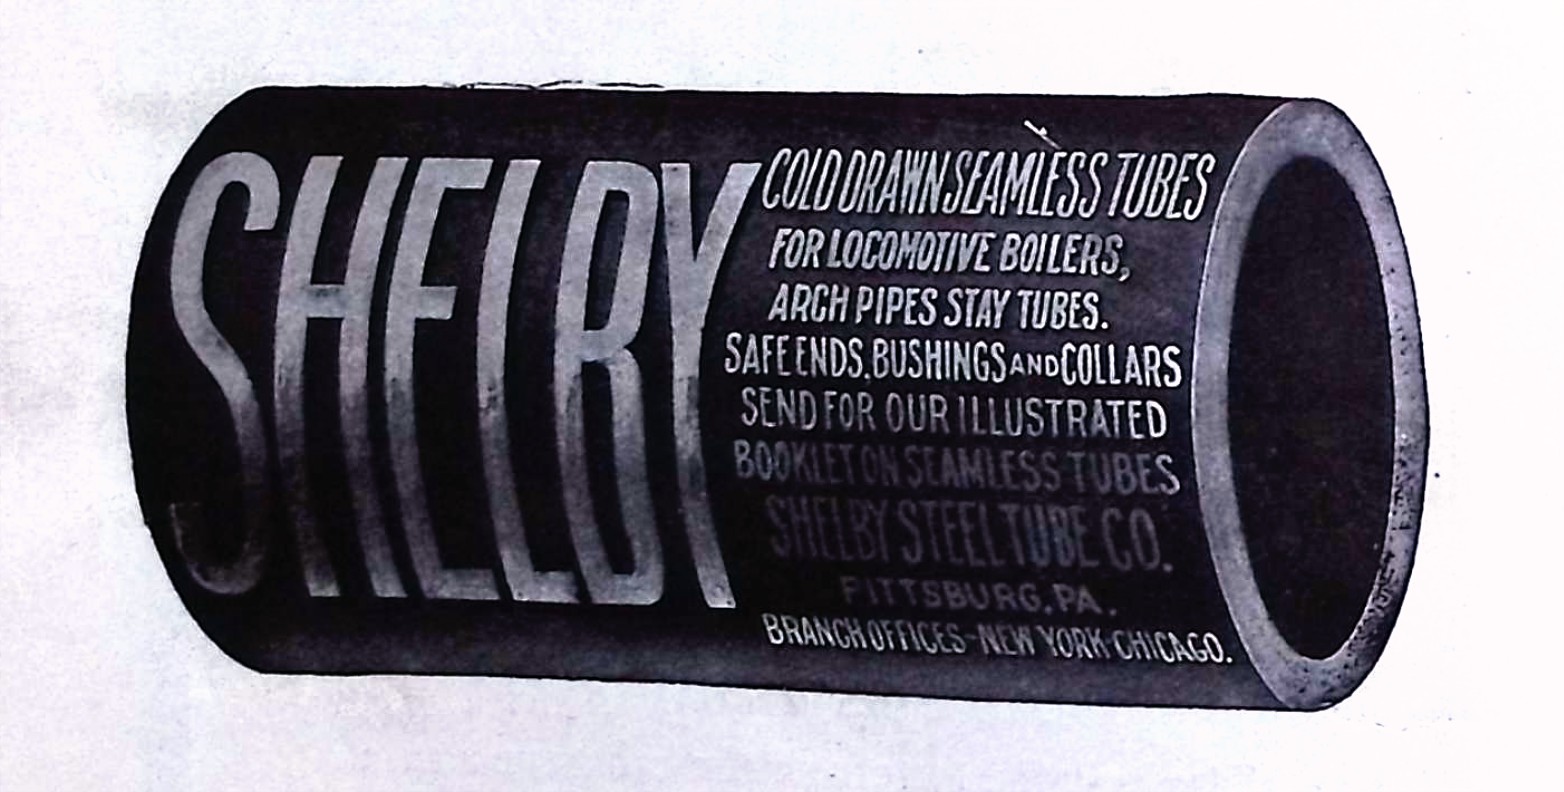 SHELBY
COLD DRAWN SEAMLESS TUBES
FOR LOCOMOTIVE BOILERS,
ARCH PIPES STAY TUBES.
SAFE ENDS, BUSHINGS AND COLLARS
SEND FOR OUR ILLUSTRATED
BOOKLET ON SEAMLESS TUBES
SHELBY STEEL TUBE CO.
PITTSBURG, PA.
BRANCH OFFICES-NEW YORK-CHICAGO.